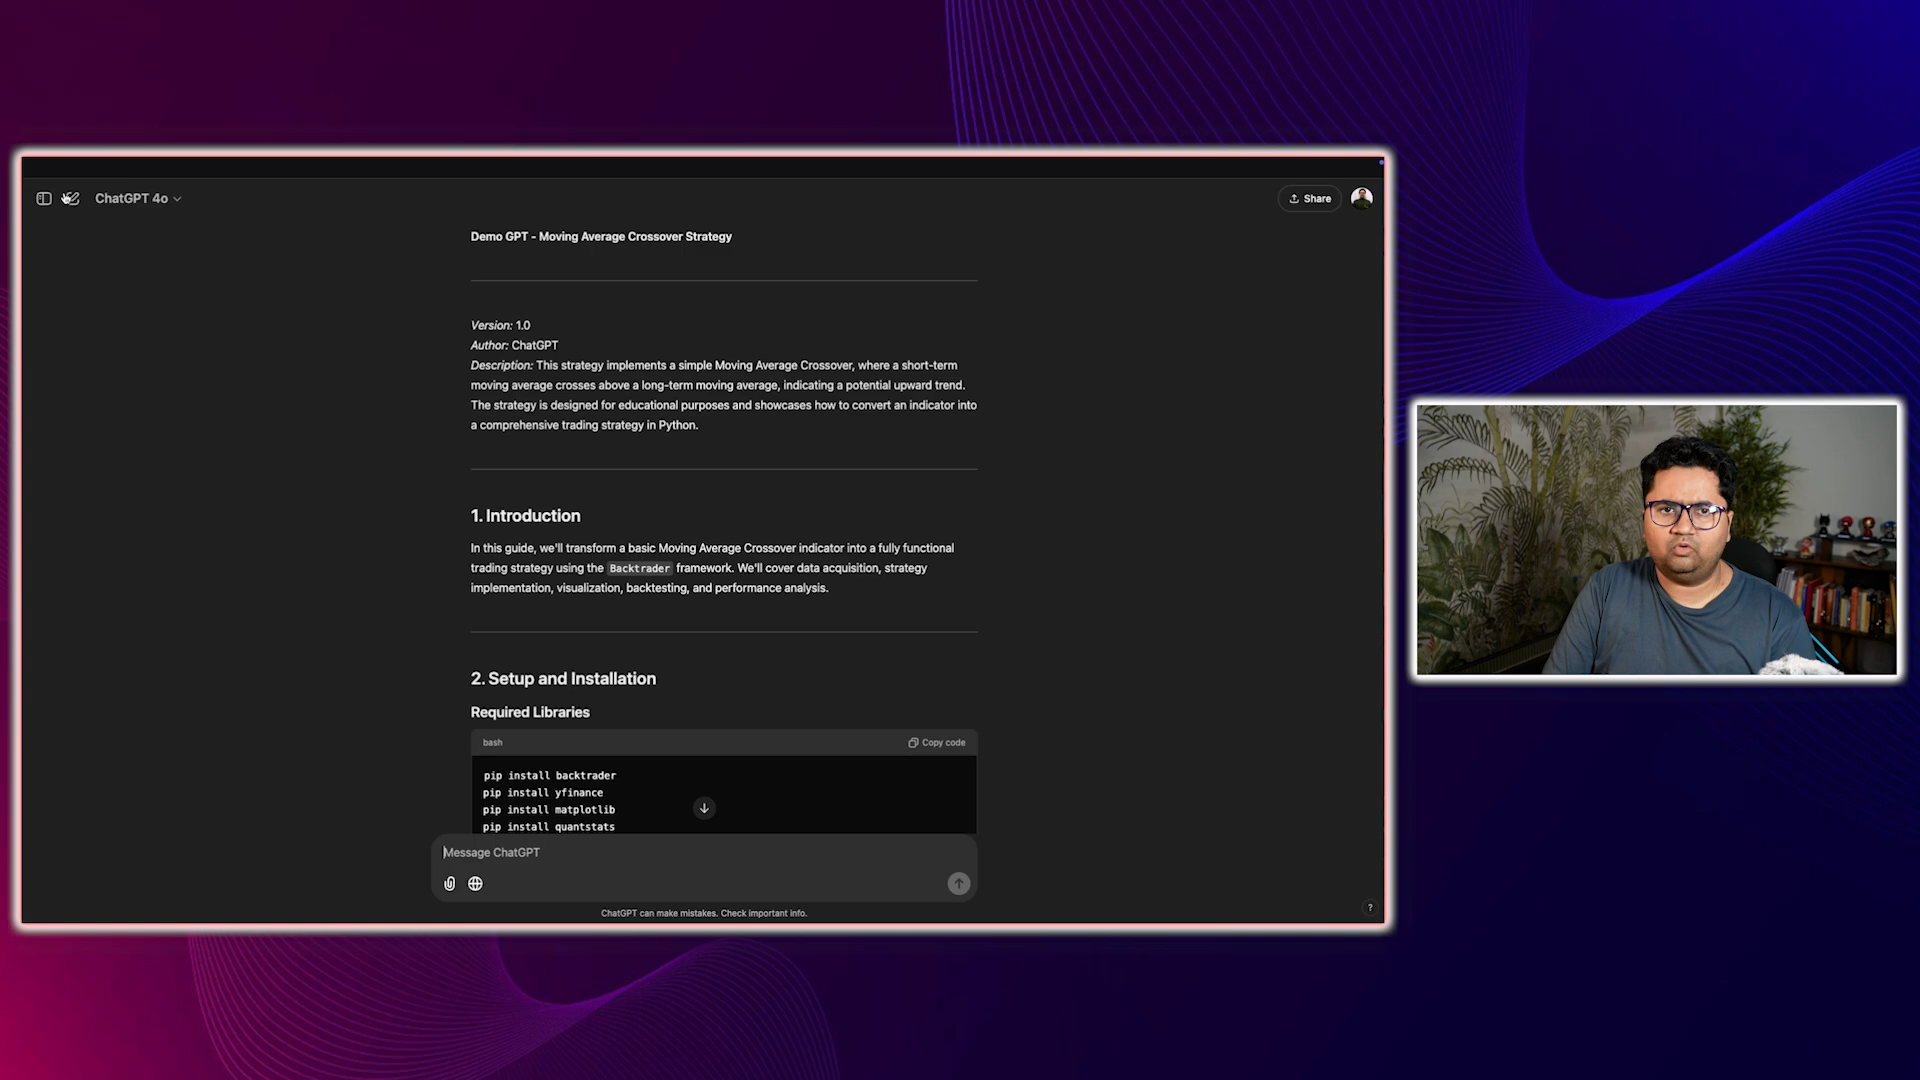 ChatGPT 4o
Share
Demo GPT - Moving Average Crossover Strategy
Version: 1.0
Author: ChatGPT
Description: This strategy implements a simple Moving Average Crossover, where a short-term
moving average crosses above a long-term moving average, indicating a potential upward trend.
The strategy is designed for educational purposes and showcases how to convert an indicator into
a comprehensive trading strategy in Python.
1. Introduction
In this guide, we'll transform a basic Moving Average Crossover indicator into a fully functional
trading strategy using the Backtrader framework. We'll cover data acquisition, strategy
implementation, visualization, backtesting, and performance analysis.
2. Setup and Installation
Required Libraries
bash
Copy code
pip install backtrader
pip install yfinance
pip install matplotlib
pip install quantstats
Message ChatGPT
ChatGPT can make mistakes. Check important info.
?